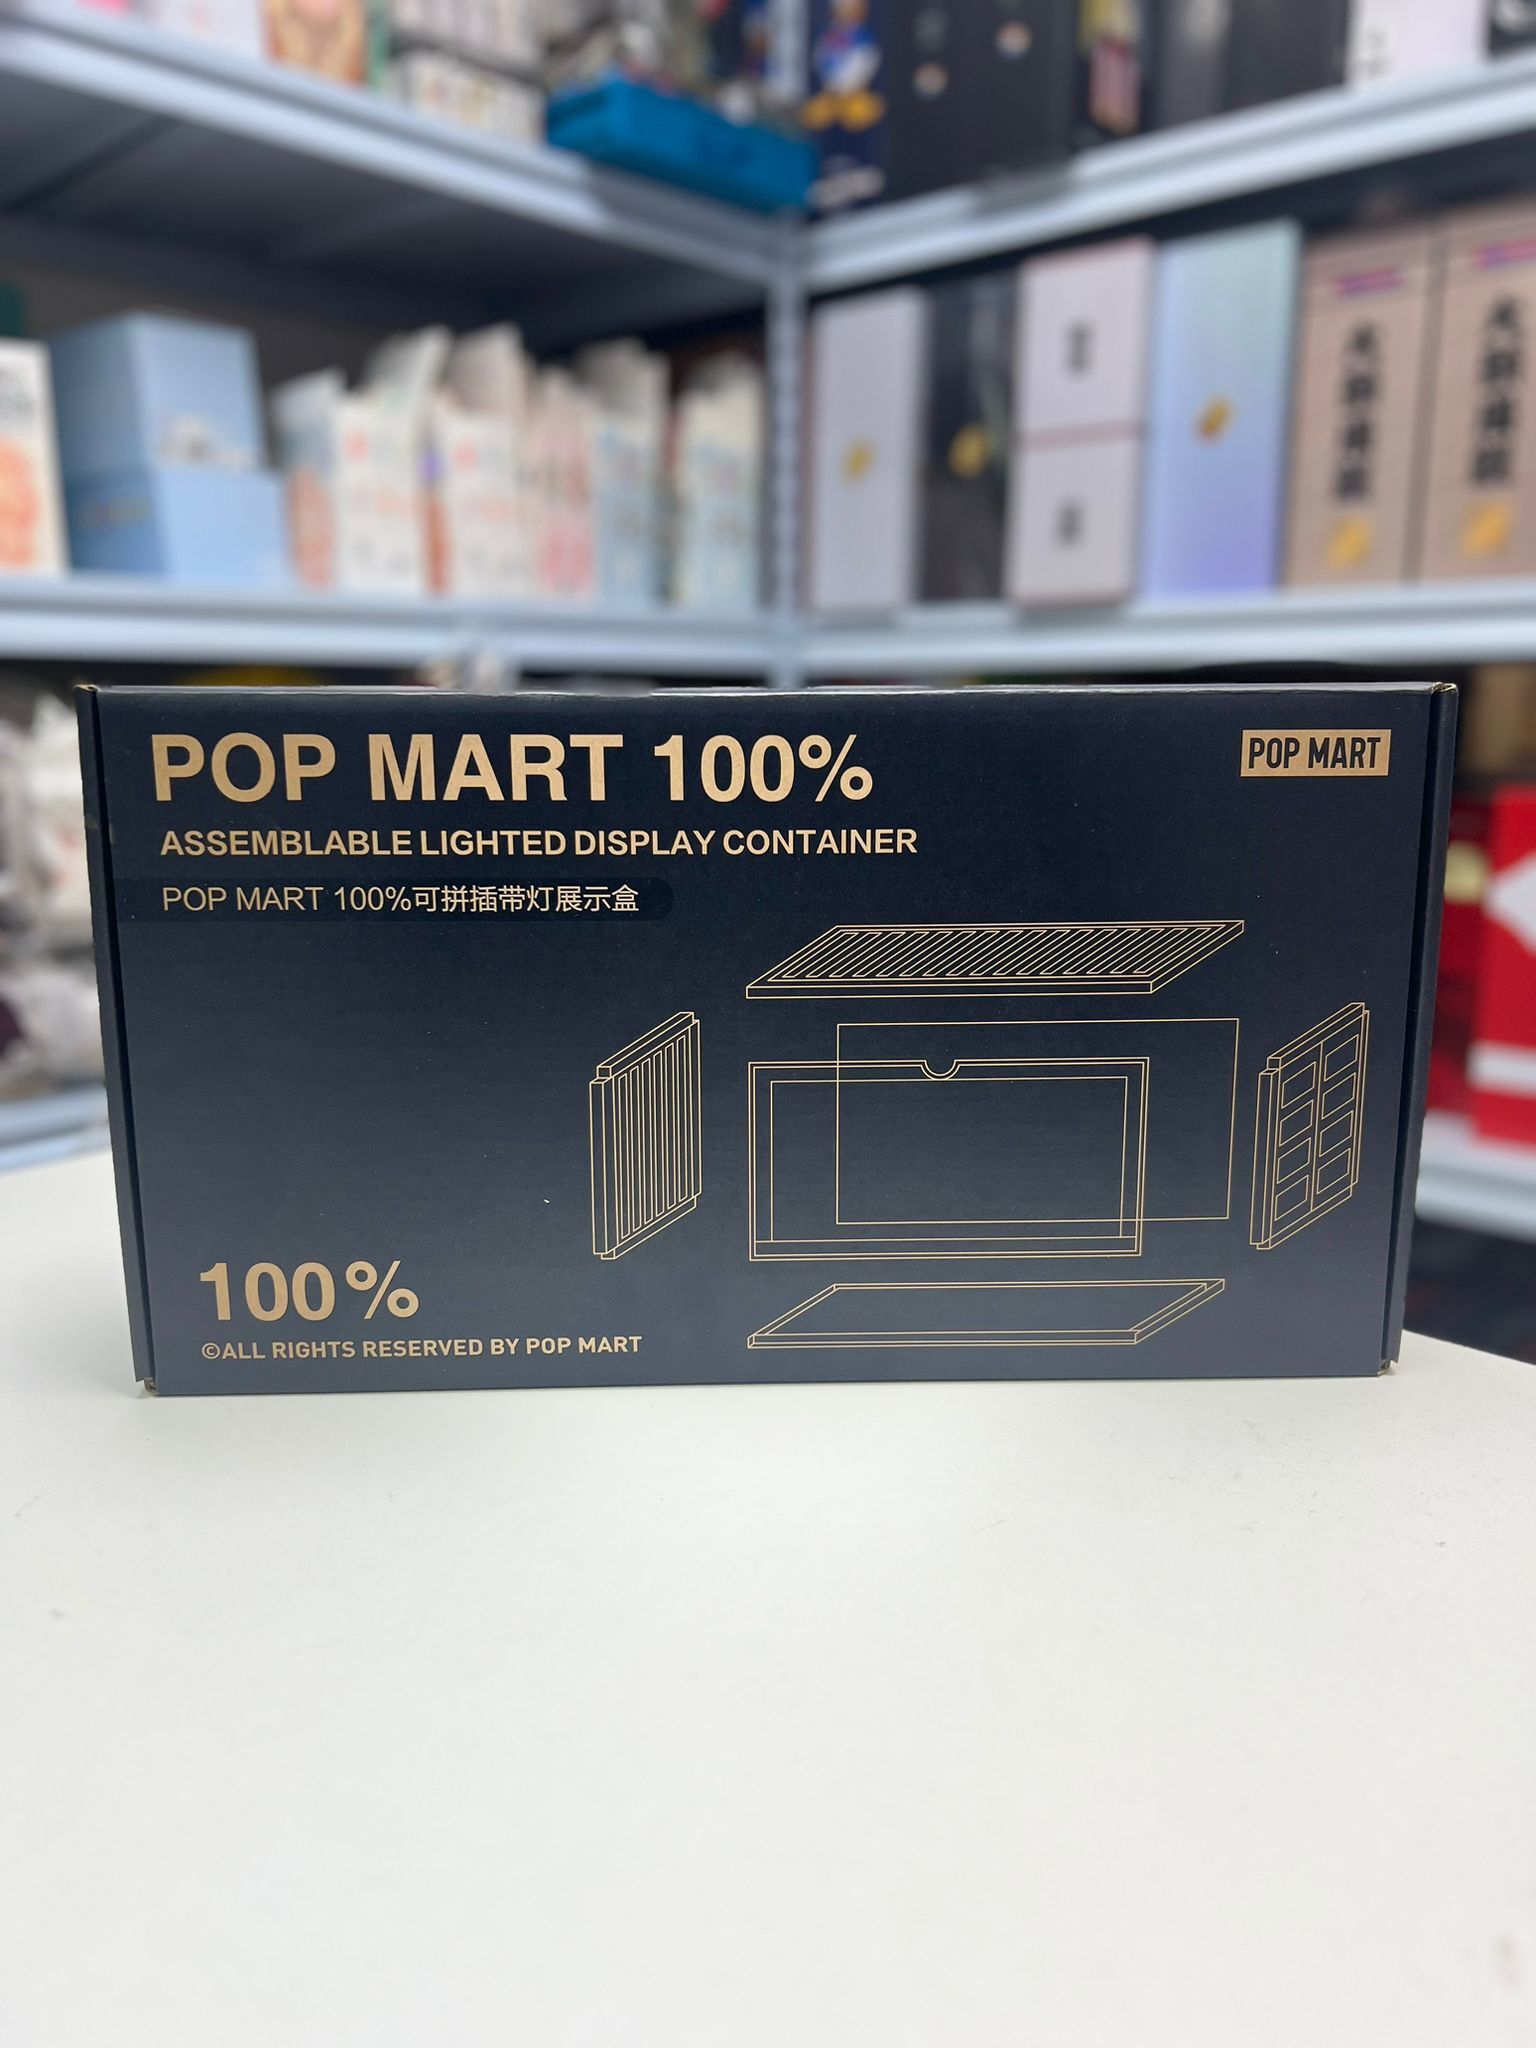 POP MART 100%
POP MART
ASSEMBLABLE LIGHTED DISPLAY CONTAINER
POP MART 100%可拼插带灯展示盒
100%
©ALL RIGHTS RESERVED BY POP MART